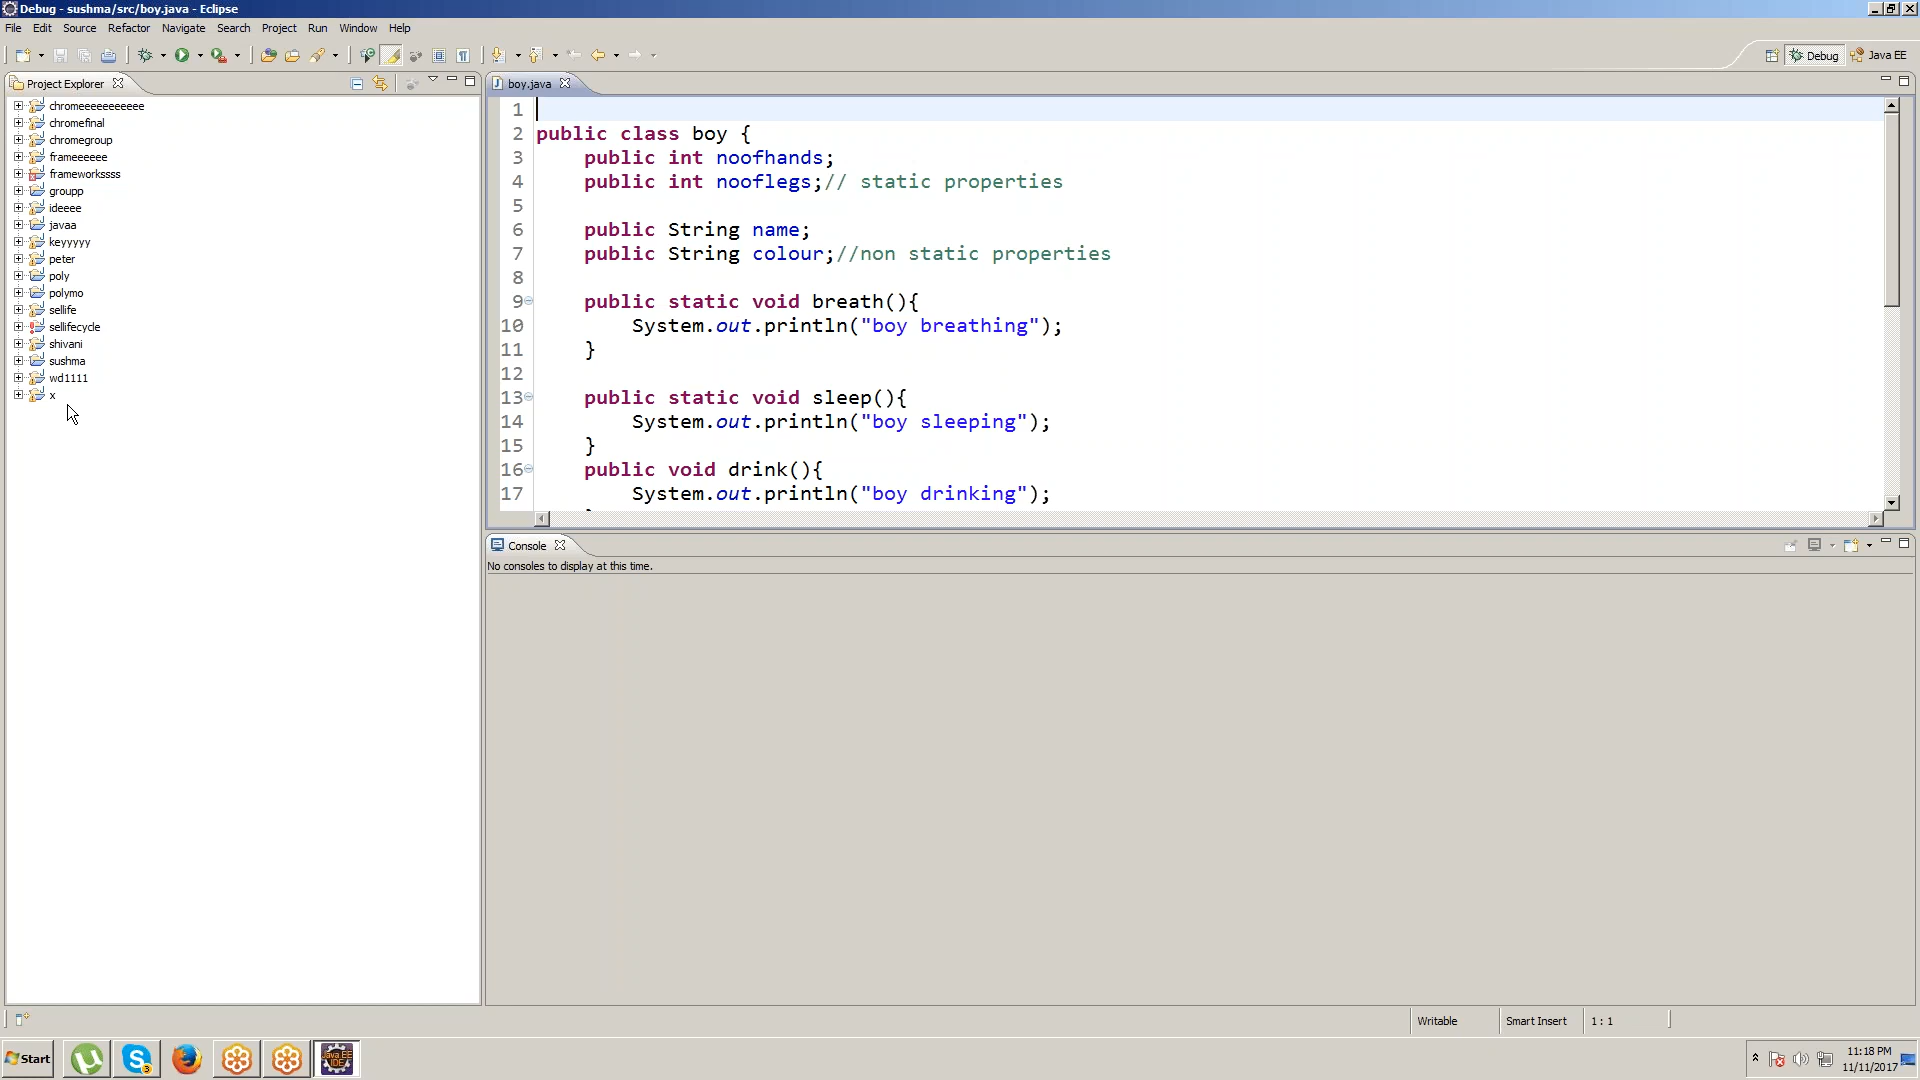 Debug - sushma/src/boy.java - Eclipse
File Edit Source Refactor Navigate Search Project Run Window Help
Debug Java EE
Project Explorer
chromeeeeeeeeeee
chromefinal
chromegroup
frameeeeee
frameworkssss
groupp
ideeee
javaa
keyyyyy
peter
poly
polymo
sellife
sellifecycle
shivani
sushma
wd1111
x
boy.java
1
2 public class boy {
3 public int noofhands;
4 public int nooflegs;// static properties
5
6 public String name;
7 public String colour;//non static properties
8
9 public static void breath(){
10 System.out.println("boy breathing");
11 }
12
13 public static void sleep(){
14 System.out.println("boy sleeping");
15 }
16 public void drink(){
17 System.out.println("boy drinking");
Console
No consoles to display at this time.
Writable Smart Insert 1 : 1
Start
3
Java EE
IDE
11:18 PM
11/11/2017